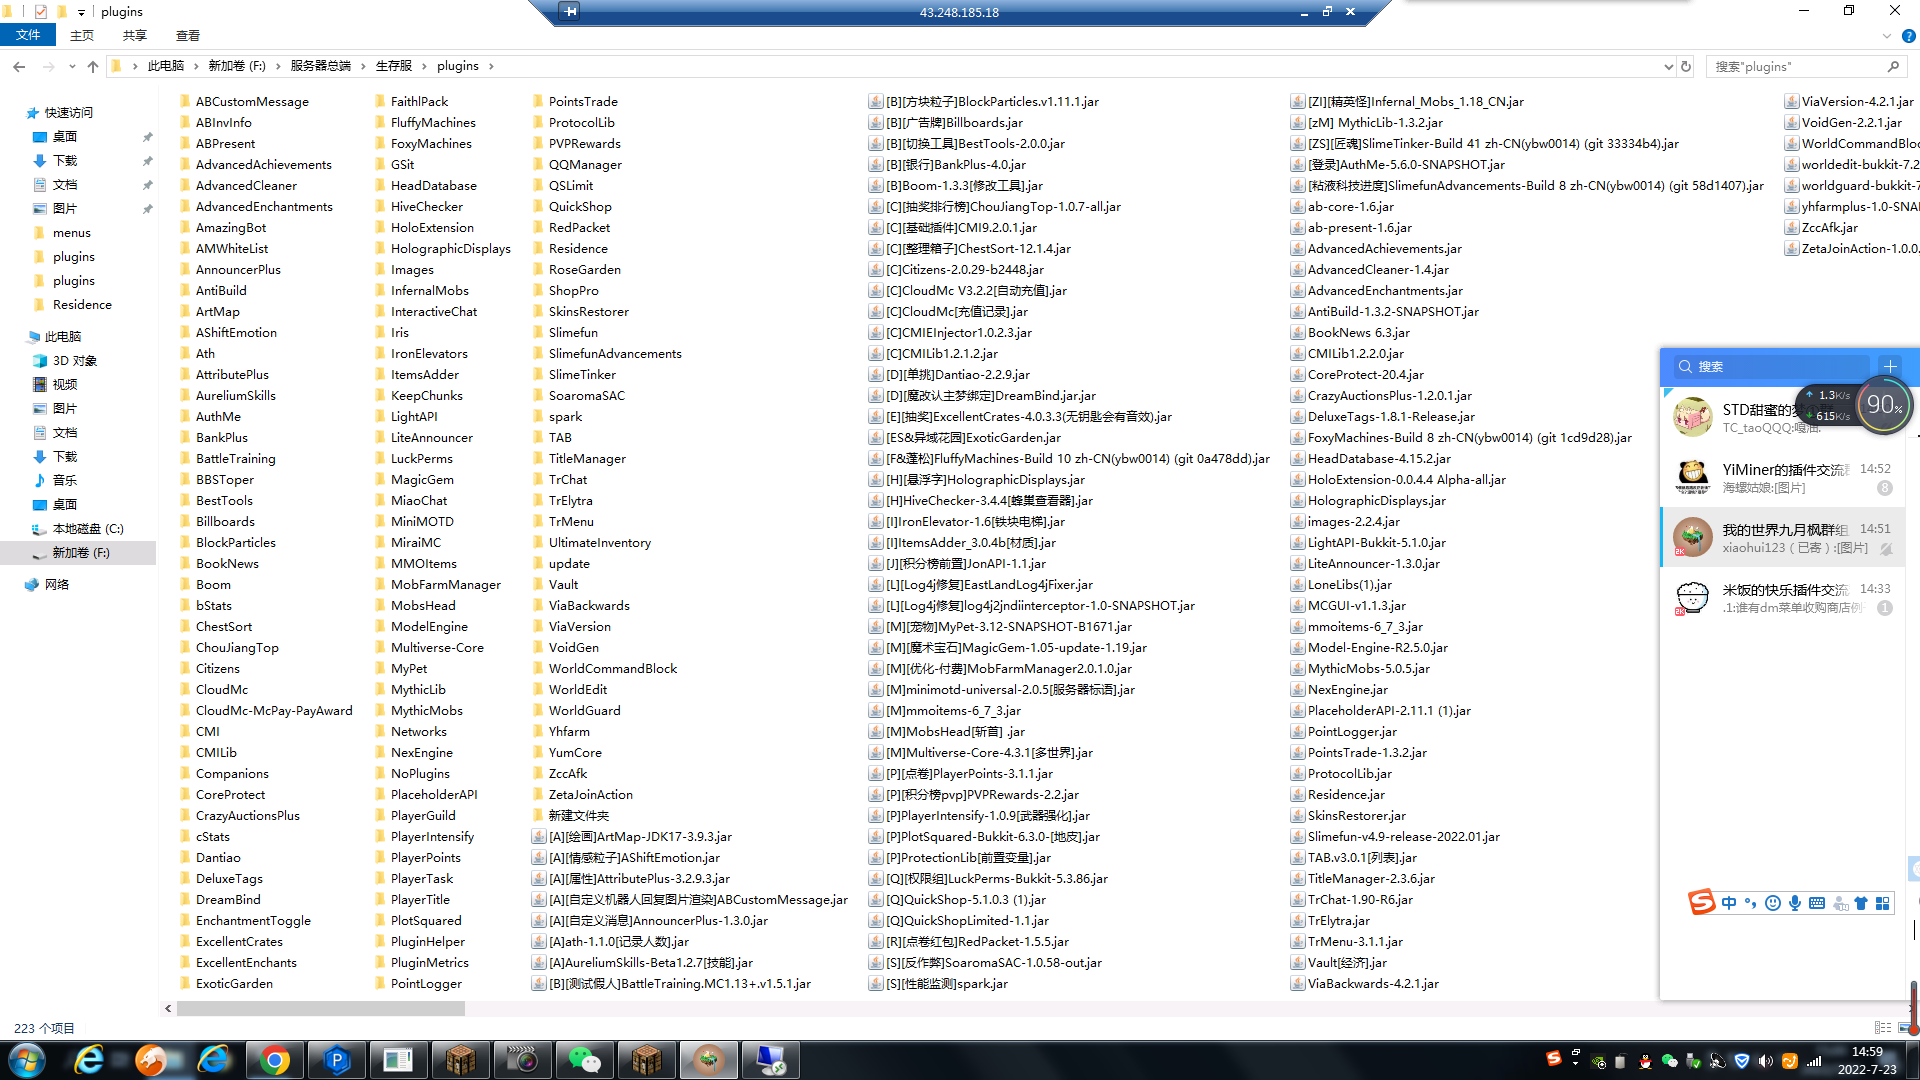 plugins
43.248.185.18
文件
主页
共享
查看
此电脑
新加卷 (F:)
服务器总端
生存服
plugins
搜索"plugins"
快速访问
桌面
下载
文档
图片
menus
plugins
plugins
Residence
此电脑
3D 对象
视频
图片
文档
下载
音乐
桌面
本地磁盘 (C:)
新加卷 (F:)
网络
ABCustomMessage
ABInvInfo
ABPresent
AdvancedAchievements
AdvancedCleaner
AdvancedEnchantments
AmazingBot
AMWhiteList
AnnouncerPlus
AntiBuild
ArtMap
AShiftEmotion
Ath
AttributePlus
AureliumSkills
AuthMe
BankPlus
BattleTraining
BBSToper
BestTools
Billboards
BlockParticles
BookNews
Boom
bStats
ChestSort
ChouJiangTop
Citizens
CloudMc
CloudMc-McPay-PayAward
CMI
CMILib
Companions
CoreProtect
CrazyAuctionsPlus
cStats
Dantiao
DeluxeTags
DreamBind
EnchantmentToggle
ExcellentCrates
ExcellentEnchants
ExoticGarden
FaithlPack
FluffyMachines
FoxyMachines
GSit
HeadDatabase
HiveChecker
HoloExtension
HolographicDisplays
Images
InfernalMobs
InteractiveChat
Iris
IronElevators
ItemsAdder
KeepChunks
LightAPI
LiteAnnouncer
LuckPerms
MagicGem
MiaoChat
MiniMOTD
MiraiMC
MMOItems
MobFarmManager
MobsHead
ModelEngine
Multiverse-Core
MyPet
MythicLib
MythicMobs
Networks
NexEngine
NoPlugins
PlaceholderAPI
PlayerGuild
PlayerIntensify
PlayerPoints
PlayerTask
PlayerTitle
PlotSquared
PluginHelper
PluginMetrics
PointLogger
PointsTrade
ProtocolLib
PVPRewards
QQManager
QSLimit
QuickShop
RedPacket
Residence
RoseGarden
ShopPro
SkinsRestorer
Slimefun
SlimefunAdvancements
SlimeTinker
SoaromaSAC
spark
TAB
TitleManager
TrChat
TrElytra
TrMenu
UltimateInventory
update
Vault
ViaBackwards
ViaVersion
VoidGen
WorldCommandBlock
WorldEdit
WorldGuard
Yhfarm
YumCore
ZccAfk
ZetaJoinAction
新建文件夹
[A][绘画]ArtMap-JDK17-3.9.3.jar
[A][情感粒子]AShiftEmotion.jar
[A][属性]AttributePlus-3.2.9.3.jar
[A][自定义机器人回复图片渲染]ABCustomMessage.jar
[A][自定义消息]AnnouncerPlus-1.3.0.jar
[A]ath-1.1.0[记录人数].jar
[A]AureliumSkills-Beta1.2.7[技能].jar
[B][测试假人]BattleTraining.MC1.13+.v1.5.1.jar
[B][方块粒子]BlockParticles.v1.11.1.jar
[B][广告牌]Billboards.jar
[B][切换工具]BestTools-2.0.0.jar
[B][银行]BankPlus-4.0.jar
[B]Boom-1.3.3[修改工具].jar
[C][抽奖排行榜]ChouJiangTop-1.0.7-all.jar
[C][基础插件]CMI9.2.0.1.jar
[C][整理箱子]ChestSort-12.1.4.jar
[C]Citizens-2.0.29-b2448.jar
[C]CloudMc V3.2.2[自动充值].jar
[C]CloudMc[充值记录].jar
[C]CMIEInjector1.0.2.3.jar
[C]CMILib1.2.1.2.jar
[D][单挑]Dantiao-2.2.9.jar
[D][魔改认主梦绑定]DreamBind.jar.jar
[E][抽奖]ExcellentCrates-4.0.3.3(无钥匙会有音效).jar
[ES&异域花园]ExoticGarden.jar
[F&蓬松]FluffyMachines-Build 10 zh-CN(ybw0014) (git 0a478dd).jar
[H][悬浮字]HolographicDisplays.jar
[H]HiveChecker-3.4.4[蜂巢查看器].jar
[I]IronElevator-1.6[铁块电梯].jar
[I]ItemsAdder_3.0.4b[材质].jar
[J][积分榜前置]JonAPI-1.1.jar
[L][Log4j修复]EastLandLog4jFixer.jar
[L][Log4j修复]log4j2jndiinterceptor-1.0-SNAPSHOT.jar
[M][宠物]MyPet-3.12-SNAPSHOT-B1671.jar
[M][魔术宝石]MagicGem-1.05-update-1.19.jar
[M][优化-付费]MobFarmManager2.0.1.0.jar
[M]minimotd-universal-2.0.5[服务器标语].jar
[M]mmoitems-6_7_3.jar
[M]MobsHead[斩首] .jar
[M]Multiverse-Core-4.3.1[多世界].jar
[P][点卷]PlayerPoints-3.1.1.jar
[P][积分榜pvp]PVPRewards-2.2.jar
[P]PlayerIntensify-1.0.9[武器强化].jar
[P]PlotSquared-Bukkit-6.3.0-[地皮].jar
[P]ProtectionLib[前置变量].jar
[Q][权限组]LuckPerms-Bukkit-5.3.86.jar
[Q]QuickShop-5.1.0.3 (1).jar
[Q]QuickShopLimited-1.1.jar
[R][点卷红包]RedPacket-1.5.5.jar
[S][反作弊]SoaromaSAC-1.0.58-out.jar
[S][性能监测]spark.jar
[ZI][精英怪]Infernal_Mobs_1.18_CN.jar
[zM] MythicLib-1.3.2.jar
[ZS][匠魂]SlimeTinker-Build 41 zh-CN(ybw0014) (git 33334b4).jar
[登录]AuthMe-5.6.0-SNAPSHOT.jar
[粘液科技进度]SlimefunAdvancements-Build 8 zh-CN(ybw0014) (git 58d1407).jar
ab-core-1.6.jar
ab-present-1.6.jar
AdvancedAchievements.jar
AdvancedCleaner-1.4.jar
AdvancedEnchantments.jar
AntiBuild-1.3.2-SNAPSHOT.jar
BookNews 6.3.jar
CMILib1.2.2.0.jar
CoreProtect-20.4.jar
CrazyAuctionsPlus-1.2.0.1.jar
DeluxeTags-1.8.1-Release.jar
FoxyMachines-Build 8 zh-CN(ybw0014) (git 1cd9d28).jar
HeadDatabase-4.15.2.jar
HoloExtension-0.0.4.4 Alpha-all.jar
HolographicDisplays.jar
images-2.2.4.jar
LightAPI-Bukkit-5.1.0.jar
LiteAnnouncer-1.3.0.jar
LoneLibs(1).jar
MCGUI-v1.1.3.jar
mmoitems-6_7_3.jar
Model-Engine-R2.5.0.jar
MythicMobs-5.0.5.jar
NexEngine.jar
PlaceholderAPI-2.11.1 (1).jar
PointLogger.jar
PointsTrade-1.3.2.jar
ProtocolLib.jar
Residence.jar
SkinsRestorer.jar
Slimefun-v4.9-release-2022.01.jar
TAB.v3.0.1[列表].jar
TitleManager-2.3.6.jar
TrChat-1.90-R6.jar
TrElytra.jar
TrMenu-3.1.1.jar
Vault[经济].jar
ViaBackwards-4.2.1.jar
ViaVersion-4.2.1.jar
VoidGen-2.2.1.jar
WorldCommandBloc
worldedit-bukkit-7.2
worldguard-bukkit-7
yhfarmplus-1.0-SNA
ZccAfk.jar
ZetaJoinAction-1.0.0.
搜索
1.3K/s
615K/s
90%
STD甜蜜的
TC_taoQQQ:嘎油.
YiMiner的插件交流
14:52
海螺姑娘:[图片]
8
我的世界九月枫群组
14:51
xiaohui123（已寄）:[图片]
米饭的快乐插件交流
14:33
.1:谁有dm菜单收购商店例
1
中
223 个项目
14:59
2022-7-23